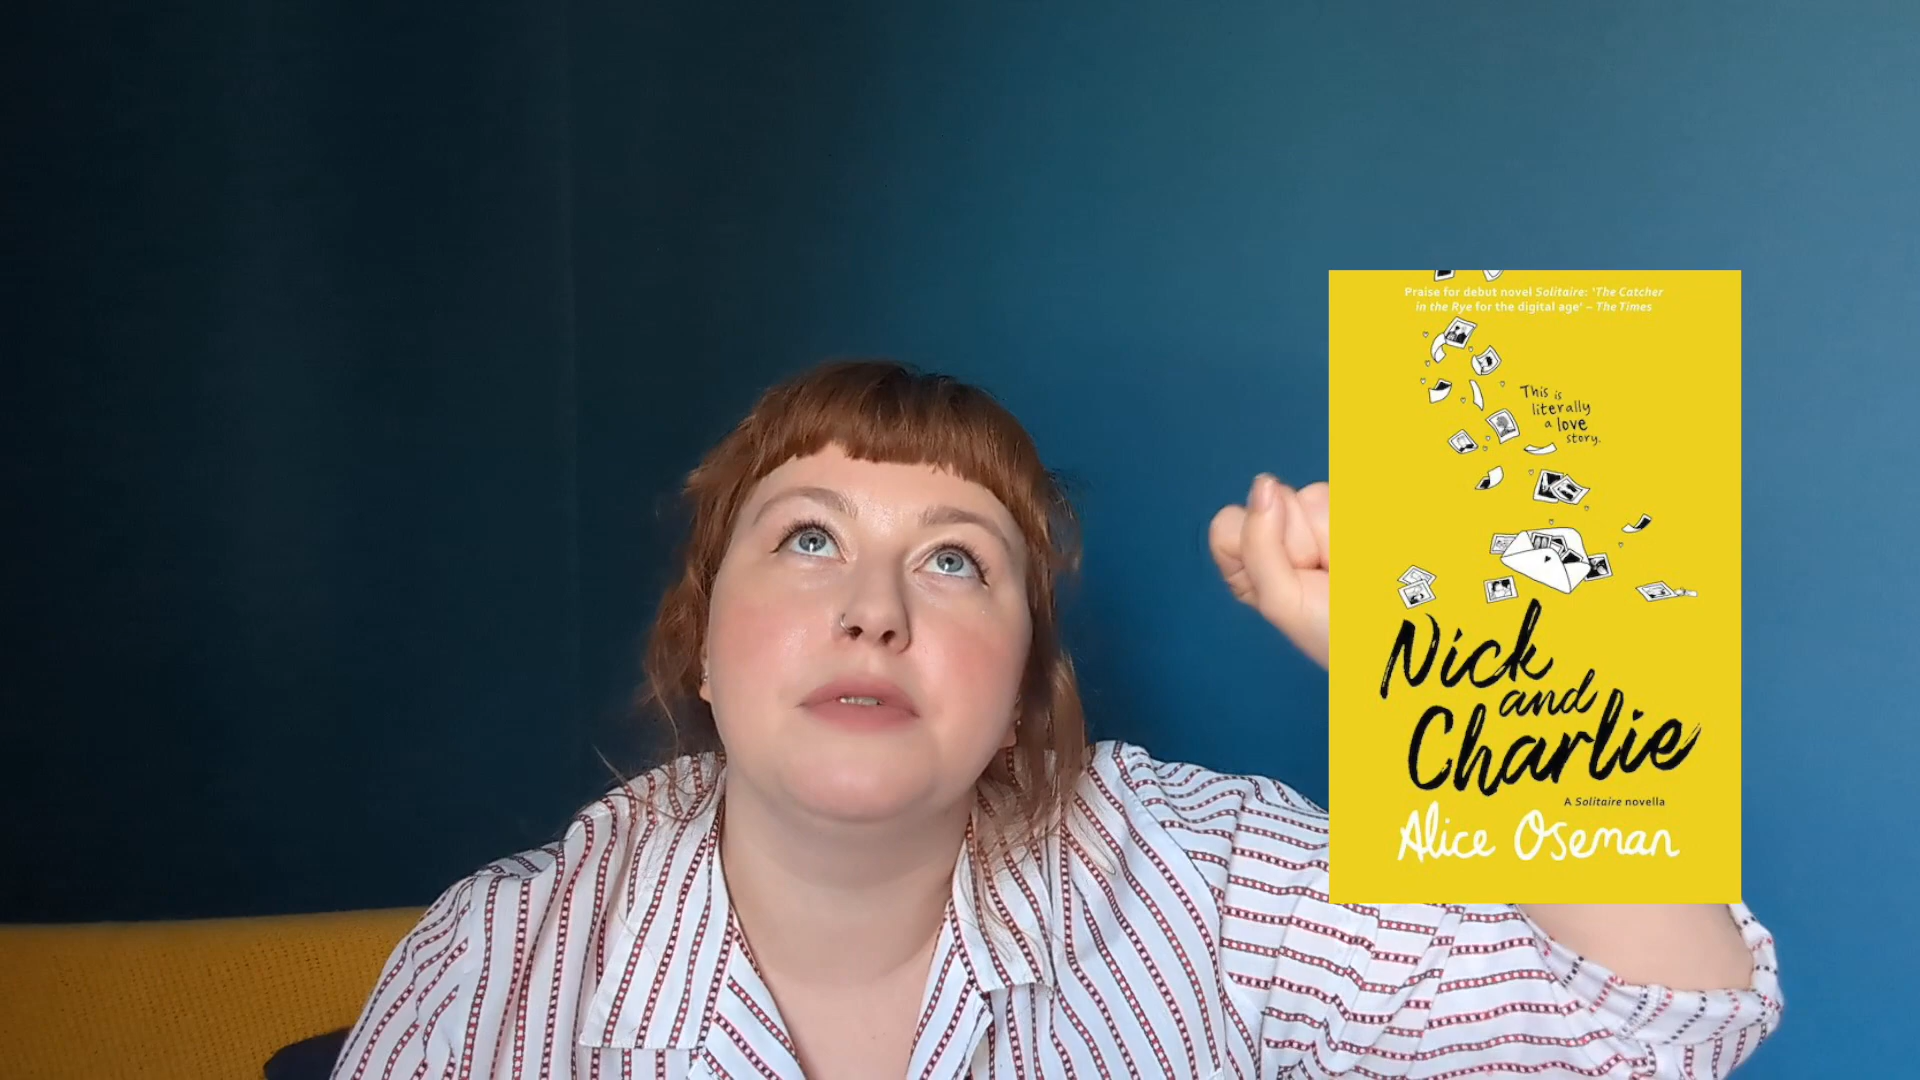 Praise for debut novel Solitaire: 'The Catcher
in the Rye for the digital age' – The Times
This is
literally
a love
story.
Nick
and
Charlie
A Solitaire novella
Alice Oseman